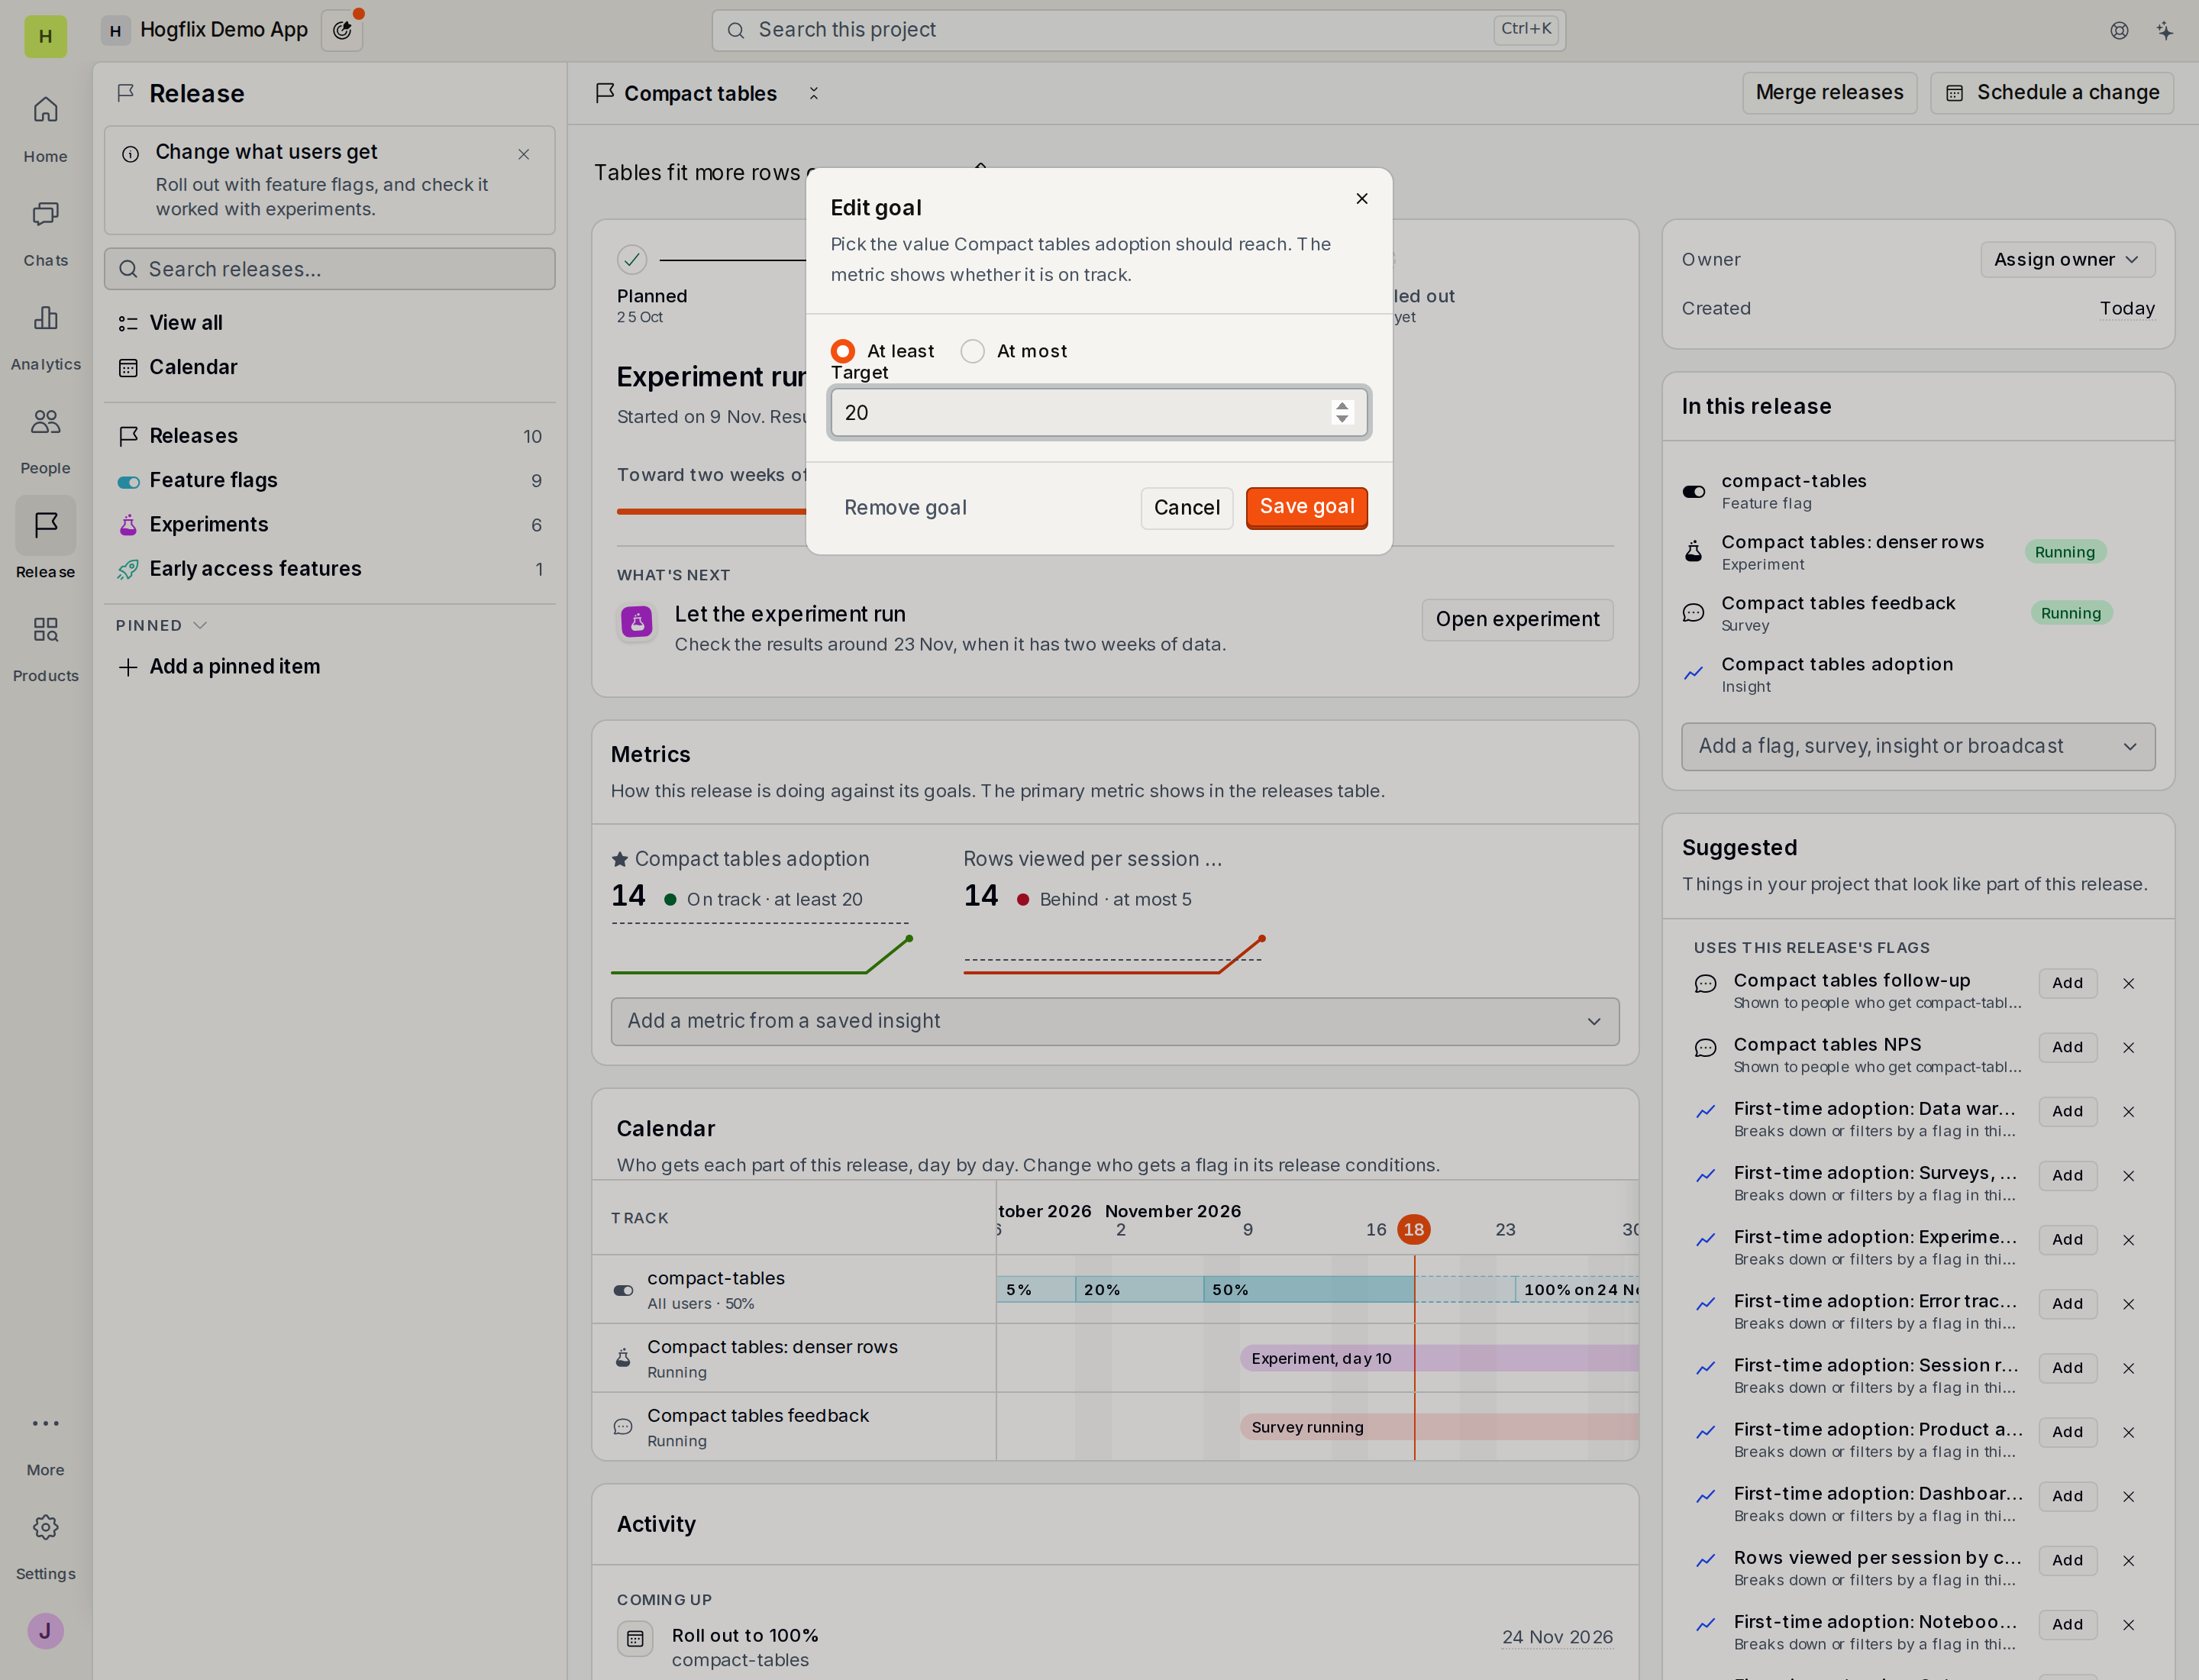 H
H Hogflix Demo App
Search this project
Ctrl+K
Home
Chats
Analytics
People
Release
Products
More
Settings
J
Release
Change what users get
Roll out with feature flags, and check it
worked with experiments.
Search releases...
View all
Calendar
Releases 10
Feature flags 9
Experiments 6
Early access features 1
PINNED
Add a pinned item
Compact tables
Merge releases
Schedule a change
Tables fit more rows
Planned
25 Oct
Experiment run
Started on 9 Nov.
Toward two weeks of
WHAT'S NEXT
Let the experiment run
Check the results around 23 Nov, when it has two weeks of data.
Open experiment
Edit goal
Pick the value Compact tables adoption should reach. The
metric shows whether it is on track.
At least
At most
Target
20
Remove goal
Cancel
Save goal
out
yet
Metrics
How this release is doing against its goals. The primary metric shows in the releases table.
Compact tables adoption
14 On track · at least 20
Rows viewed per session ...
14 Behind · at most 5
Add a metric from a saved insight
Calendar
Who gets each part of this release, day by day. Change who gets a flag in its release conditions.
TRACK
tober 2026 November 2026
2 9 16 18 23 30
compact-tables
All users · 50%
5% 20% 50% 100% on 24
Compact tables: denser rows
Running
Experiment, day 10
Compact tables feedback
Running
Survey running
Activity
COMING UP
Roll out to 100%
compact-tables
24 Nov 2026
Owner
Assign owner
Created
Today
In this release
compact-tables
Feature flag
Compact tables: denser rows
Experiment
Running
Compact tables feedback
Survey
Running
Compact tables adoption
Insight
Add a flag, survey, insight or broadcast
Suggested
Things in your project that look like part of this release.
USES THIS RELEASE'S FLAGS
Compact tables follow-up
Shown to people who get compact-tabl...
Add
Compact tables NPS
Shown to people who get compact-tabl...
Add
First-time adoption: Data war...
Breaks down or filters by a flag in thi...
Add
First-time adoption: Surveys, ...
Breaks down or filters by a flag in thi...
Add
First-time adoption: Experime...
Breaks down or filters by a flag in thi...
Add
First-time adoption: Error trac...
Breaks down or filters by a flag in thi...
Add
First-time adoption: Session r...
Breaks down or filters by a flag in thi...
Add
First-time adoption: Product a...
Breaks down or filters by a flag in thi...
Add
First-time adoption: Dashboar...
Breaks down or filters by a flag in thi...
Add
Rows viewed per session by c...
Breaks down or filters by a flag in thi...
Add
First-time adoption: Noteboo...
Breaks down or filters by a flag in thi...
Add